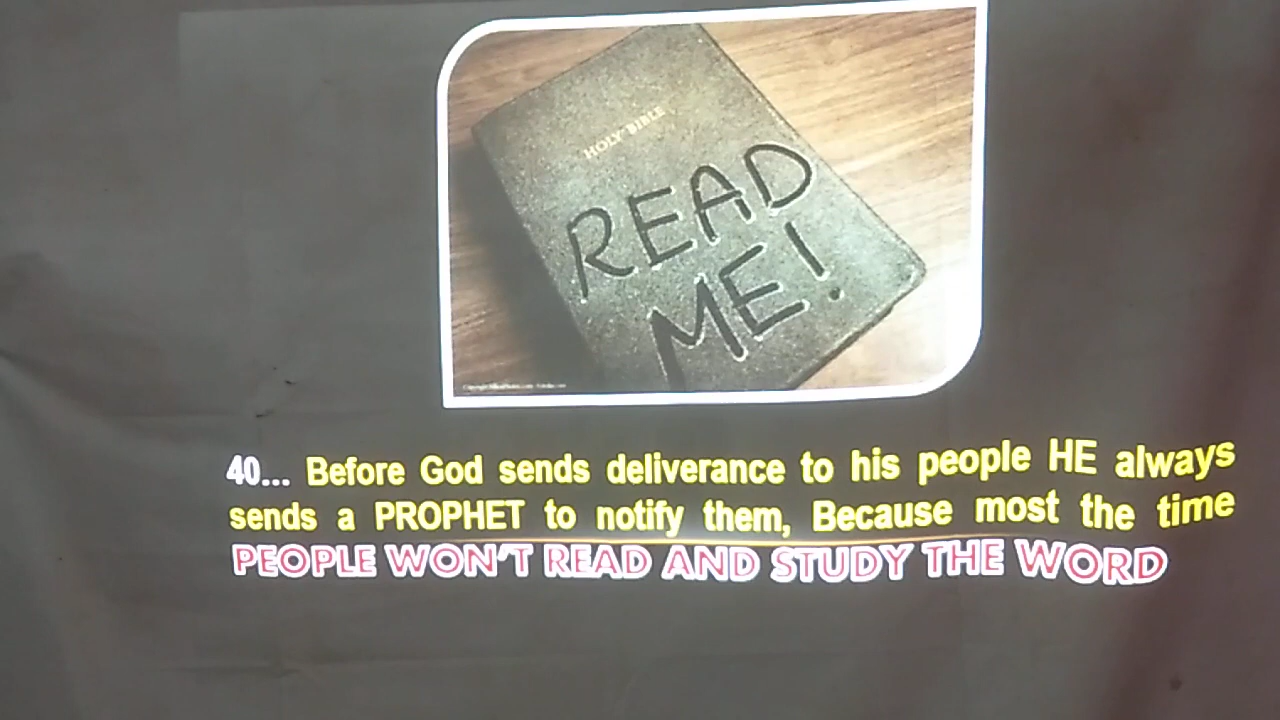 HOLY BIBLE
READ
ME!
40... Before God sends deliverance to his people HE always
sends a PROPHET to notify them, Because most the time
PEOPLE WON'T READ AND STUDY THE WORD